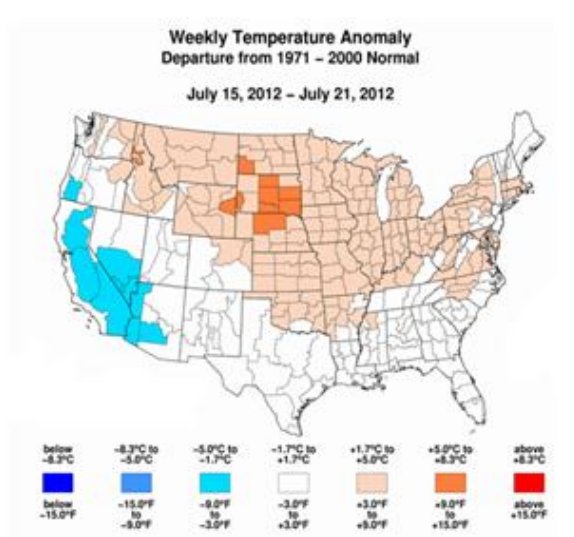 Weekly Temperature Anomaly
Departure from 1971 – 2000 Normal
July 15, 2012 – July 21, 2012
below –8.3°C to –5.0°C to –1.7°C to +1.7°C to +5.0°C to above
–8.3°C –5.0°C –1.7°C +1.7°C +5.0°C +8.3°C +8.3°C
below –15.0°F –9.0°F –3.0°F +3.0°F +9.0°F above
–15.0°F to to to to to +15.0°F
–9.0°F –3.0°F +3.0°F +9.0°F +15.0°F